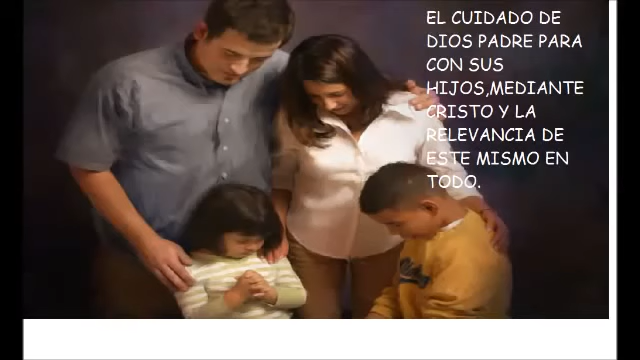 EL CUIDADO DE
DIOS PADRE PARA
CON SUS
HIJOS,MEDIANTE
CRISTO Y LA
RELEVANCIA DE
ESTE MISMO EN
TODO.